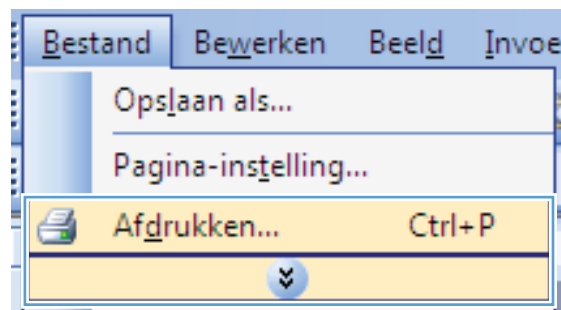 Bestand Bewerken Beeld Invoe
Opslaan als...
Pagina-instelling...
Afdrukken... Ctrl+P